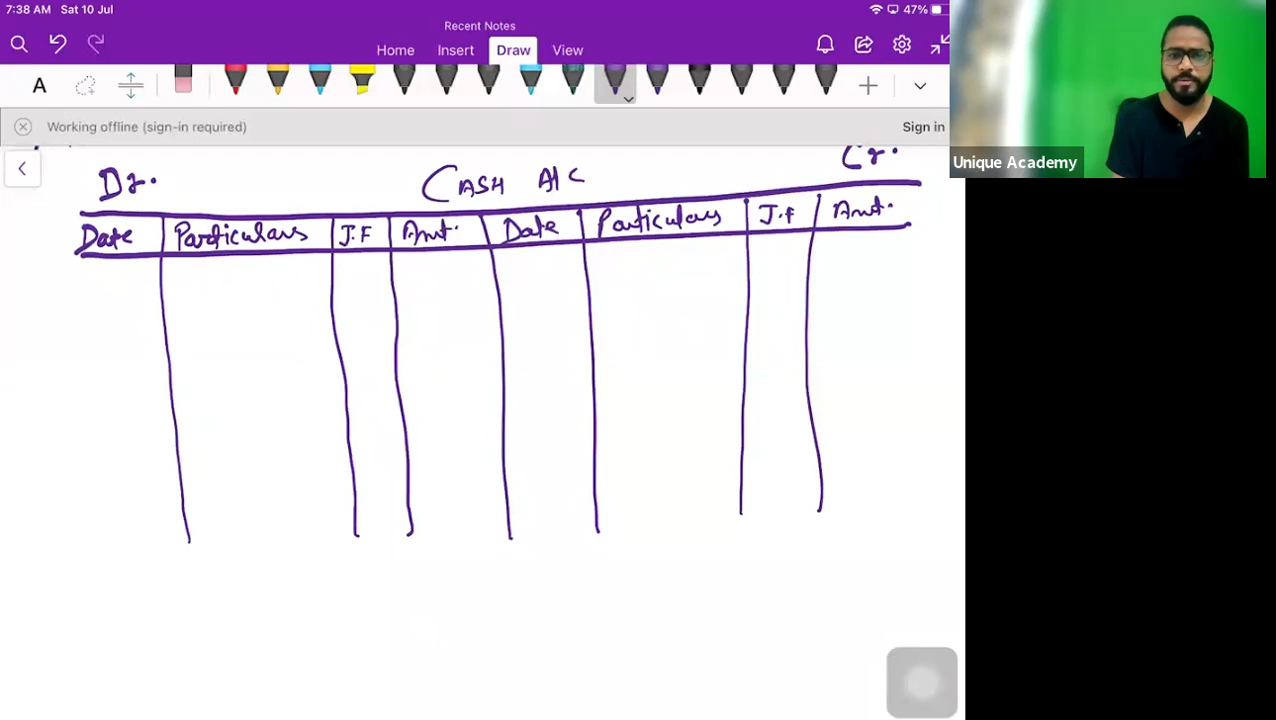 7:38 AM Sat 10 Jul
47%
Recent Notes
Home Insert Draw View
A
Working offline (sign-in required)
Sign in
Unique Academy
Dr. CASH A/C Cr.
Date Particulars J.F Amt. Date Particulars J.F Amt.